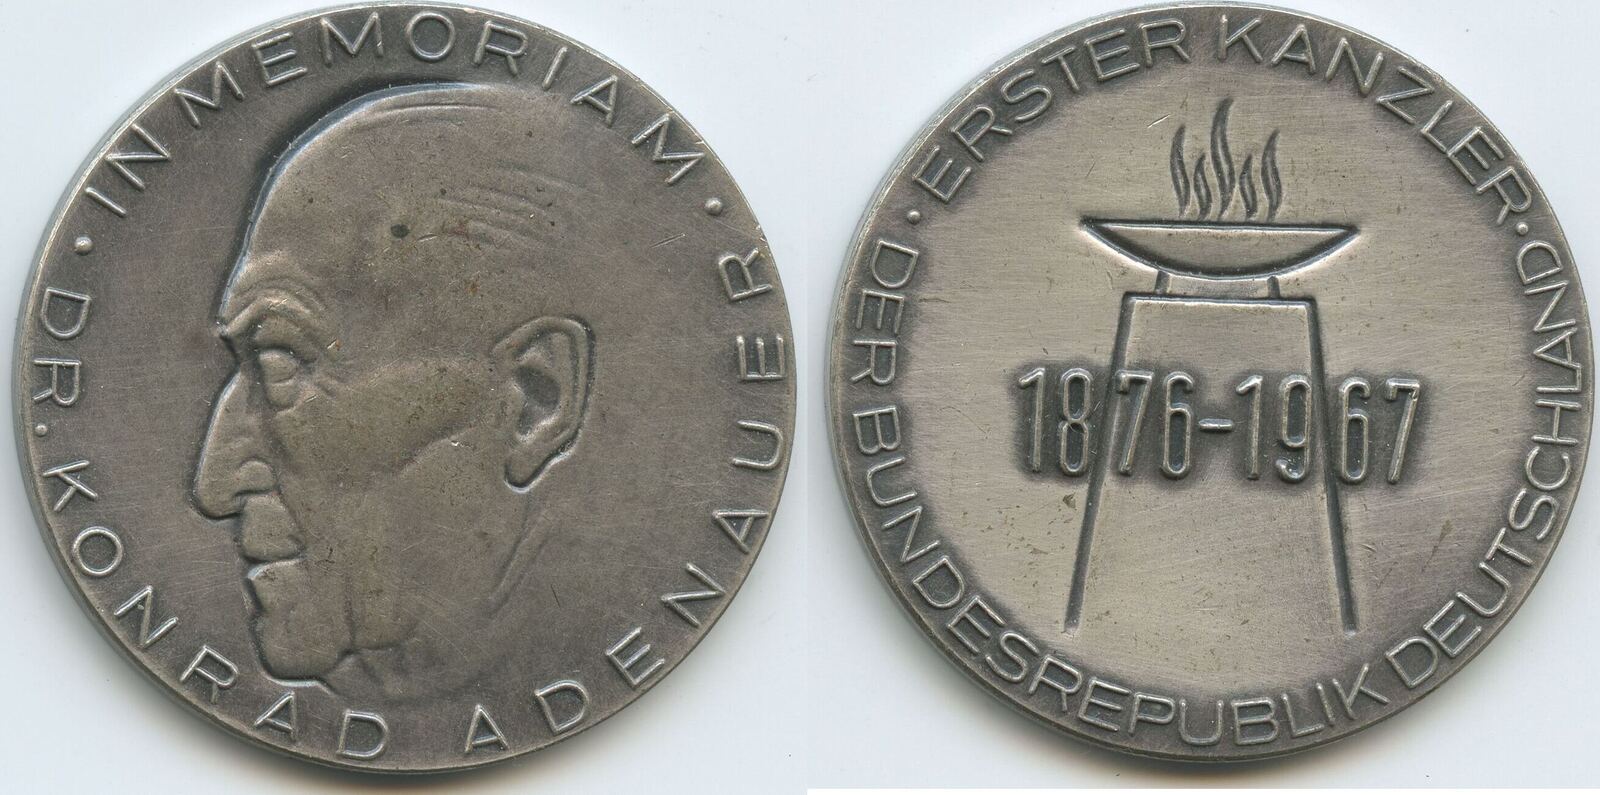 · IN MEMORIAM ·
DR. KONRAD ADENAUER
· ERSTER KANZLER ·
DER BUNDESREPUBLIK DEUTSCHLAND
1876-1967